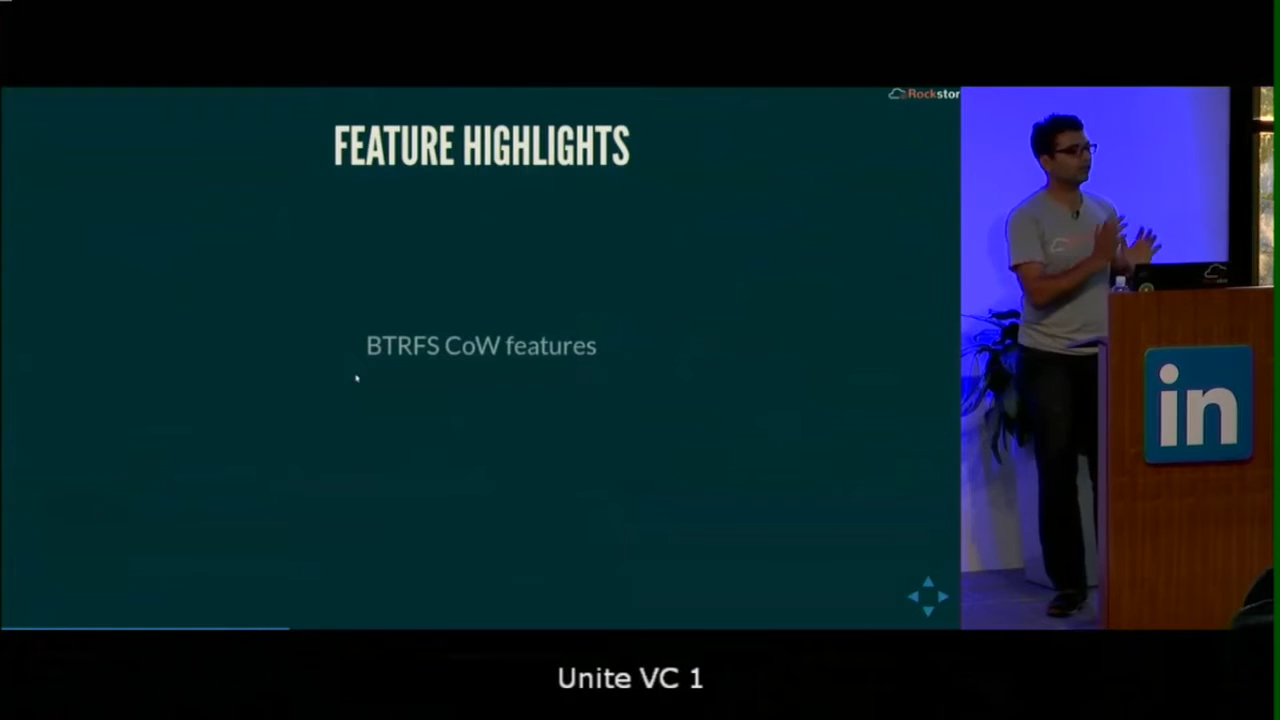 Rockstor
FEATURE HIGHLIGHTS
BTRFS CoW features
in
Unite VC 1